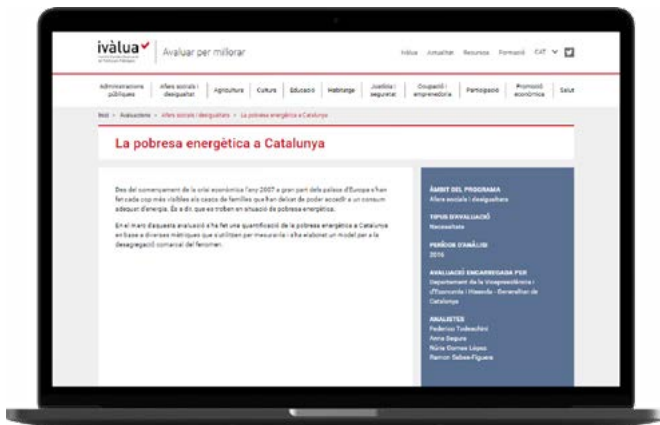 ivàlua
Avaluar per millorar
Ivàlua Actualitat Recursos Formació CAT
Administracions públiques
Afers socials i desigualtat
Agricultura
Cultura
Educació
Habitatge
Justícia i seguretat
Ocupació i emprenedoria
Participació
Promoció econòmica
Salut
Inici > Avaluacions > Afers socials i desigualtats > La pobresa energètica a Catalunya
La pobresa energètica a Catalunya
Des del començament de la crisi econòmica l'any 2007 a gran part dels països d'Europa s'han
fet cada cop més visibles els casos de famílies que han deixat de poder accedir a un consum
adequat d'energia. És a dir, que es troben en situació de pobresa energètica.
En el marc d'aquesta avaluació s'ha fet una quantificació de la pobresa energètica a Catalunya
en base a diverses mètriques que s'utilitzen per mesurar-la i s'ha elaborat un model per a la
desagregació comarcal del fenomen.
ÀMBIT DEL PROGRAMA
Afers socials i desigualtats
TIPUS D'AVALUACIÓ
Necessitats
PERÍODE D'ANÀLISI
2016
AVALUACIÓ ENCARREGADA PER
Departament de la Vicepresidència i
d'Economia i Hisenda - Generalitat de
Catalunya
ANALISTES
Federico Todeschini
Anna Segura
Núria Gomez López
Ramon Sabes-Figuera